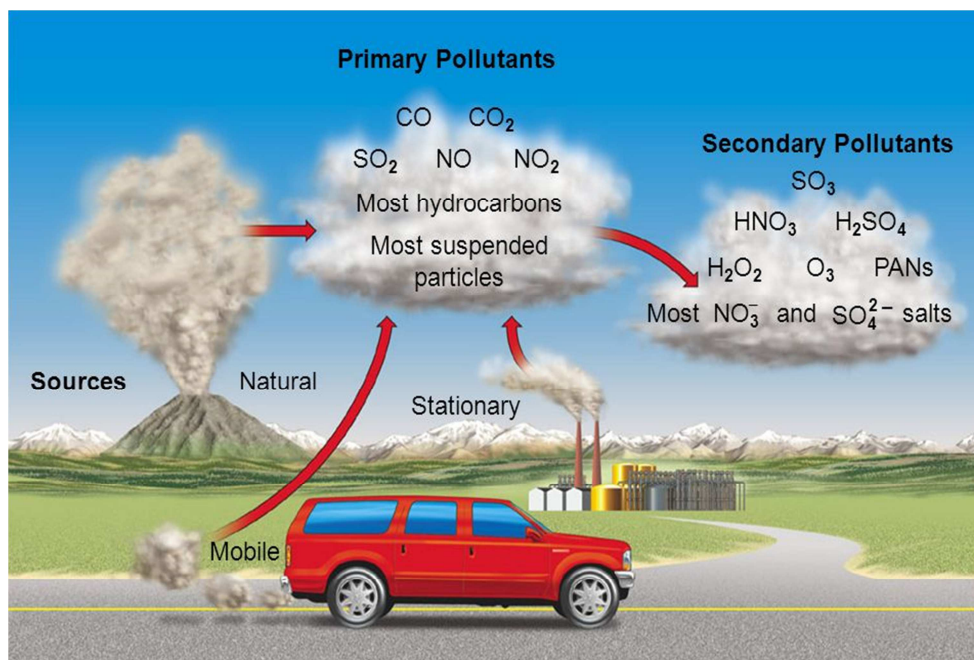 Primary Pollutants
CO CO₂
SO₂ NO NO₂
Most hydrocarbons
Most suspended
particles
Secondary Pollutants
SO₃
HNO₃ H₂SO₄
H₂O₂ O₃ PANs
Most NO₃⁻ and SO₄²⁻ salts
Sources
Natural
Stationary
Mobile